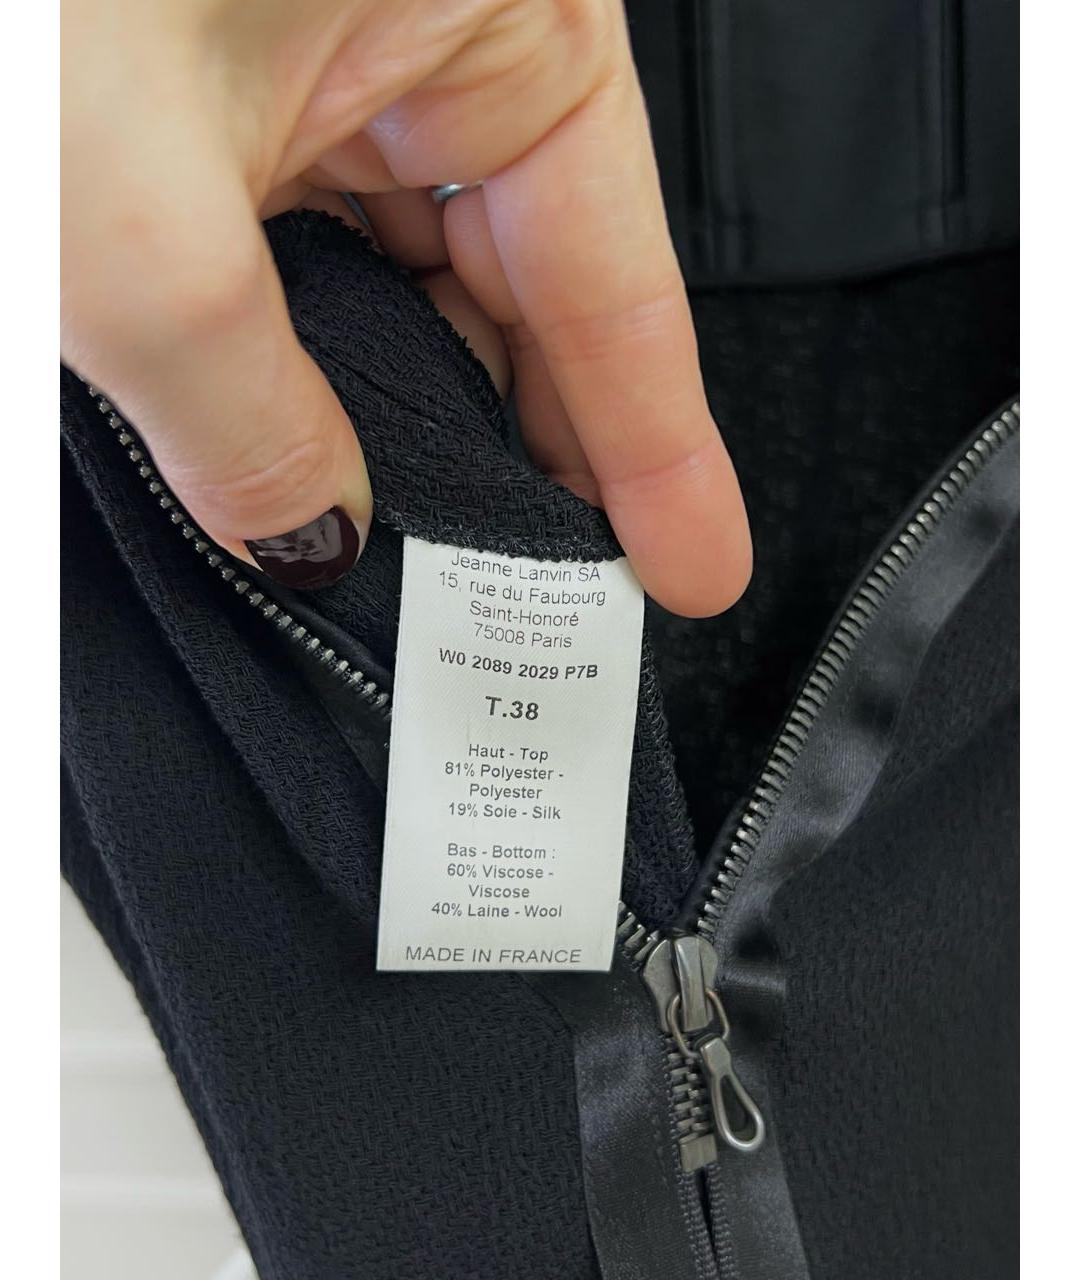 Jeanne Lanvin SA
15, rue du Faubourg
Saint-Honoré
75008 Paris
W0 2089 2029 P7B
T.38
Haut - Top
81% Polyester -
Polyester
19% Soie - Silk
Bas - Bottom :
60% Viscose -
Viscose
40% Laine - Wool
MADE IN FRANCE